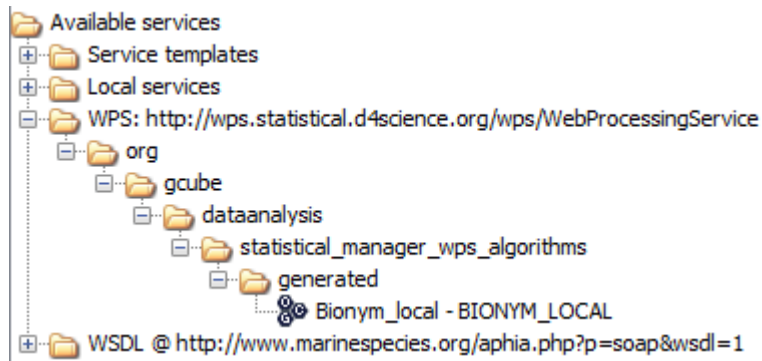 Available services
Service templates
Local services
WPS: http://wps.statistical.d4science.org/wps/WebProcessingService
org
gcube
dataanalysis
statistical_manager_wps_algorithms
generated
Bionym_local - BIONYM_LOCAL
WSDL @ http://www.marinespecies.org/aphia.php?p=soap&wsdl=1